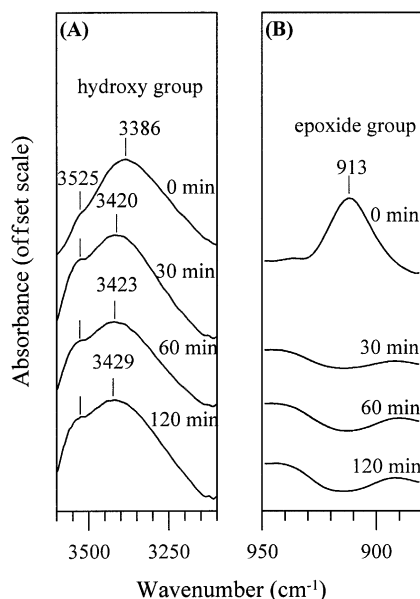 (A)
hydroxy group
3386
3525
0 min
3420
30 min
3423
60 min
3429
120 min
(B)
epoxide group
913
0 min
30 min
60 min
120 min
Absorbance (offset scale)
3500 3250
950 900
Wavenumber (cm⁻¹)